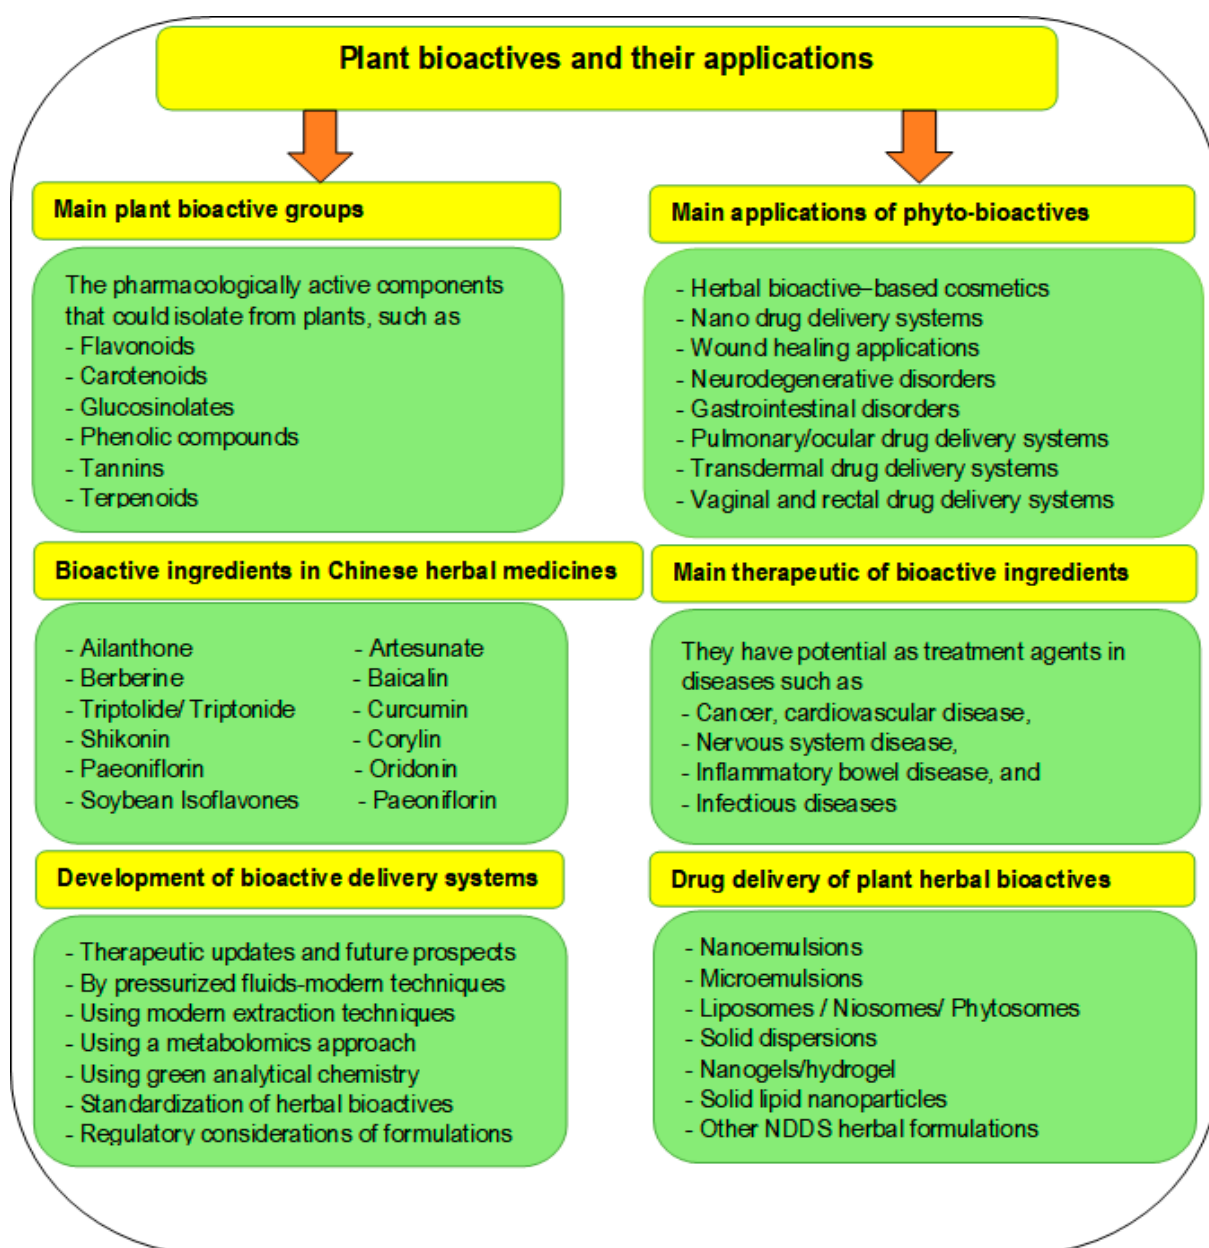 Plant bioactives and their applications
Main plant bioactive groups
The pharmacologically active components
that could isolate from plants, such as
- Flavonoids
- Carotenoids
- Glucosinolates
- Phenolic compounds
- Tannins
- Terpenoids
Main applications of phyto-bioactives
- Herbal bioactive–based cosmetics
- Nano drug delivery systems
- Wound healing applications
- Neurodegenerative disorders
- Gastrointestinal disorders
- Pulmonary/ocular drug delivery systems
- Transdermal drug delivery systems
- Vaginal and rectal drug delivery systems
Bioactive ingredients in Chinese herbal medicines
- Ailanthone - Artesunate
- Berberine - Baicalin
- Triptolide/ Triptonide - Curcumin
- Shikonin - Corylin
- Paeoniflorin - Oridonin
- Soybean Isoflavones - Paeoniflorin
Main therapeutic of bioactive ingredients
They have potential as treatment agents in
diseases such as
- Cancer, cardiovascular disease,
- Nervous system disease,
- Inflammatory bowel disease, and
- Infectious diseases
Development of bioactive delivery systems
- Therapeutic updates and future prospects
- By pressurized fluids-modern techniques
- Using modern extraction techniques
- Using a metabolomics approach
- Using green analytical chemistry
- Standardization of herbal bioactives
- Regulatory considerations of formulations
Drug delivery of plant herbal bioactives
- Nanoemulsions
- Microemulsions
- Liposomes / Niosomes/ Phytosomes
- Solid dispersions
- Nanogels/hydrogel
- Solid lipid nanoparticles
- Other NDDS herbal formulations